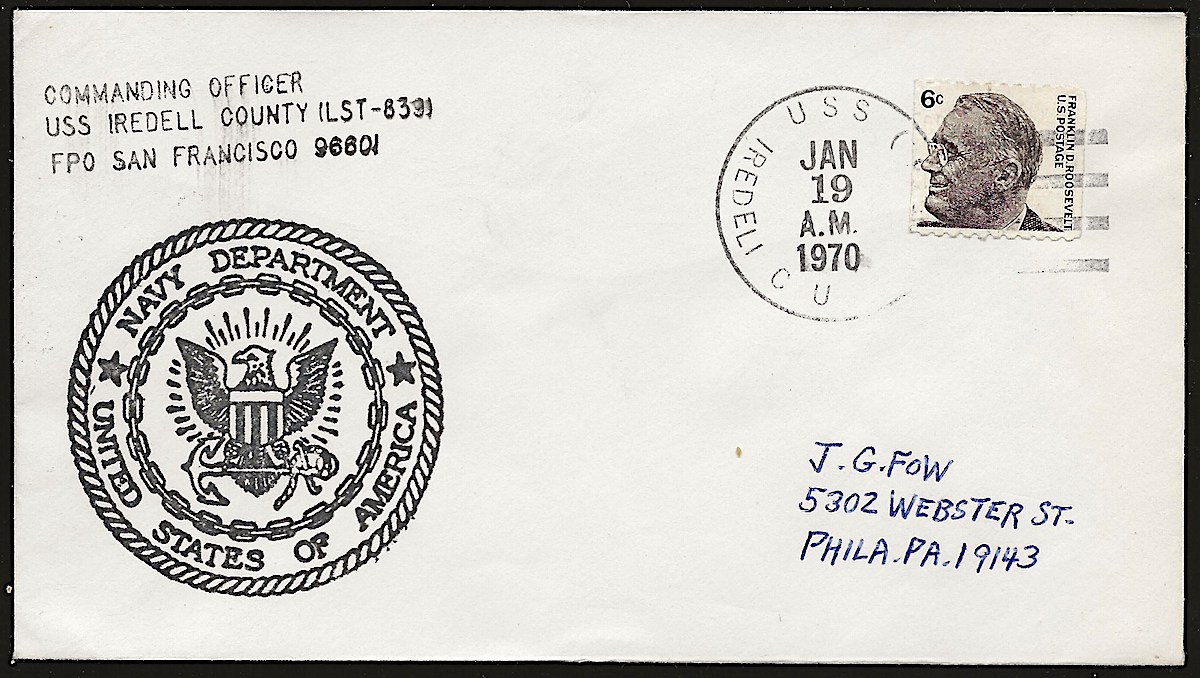 COMMANDING OFFICER
USS IREDELL COUNTY (LST-839)
FPO SAN FRANCISCO 96601
NAVY DEPARTMENT
UNITED STATES OF AMERICA
USS IREDELL CU
JAN
19
A.M.
1970
6c
FRANKLIN D. ROOSEVELT
U.S. POSTAGE
J. G. FOW
5302 WEBSTER ST.
PHILA. PA. 19143